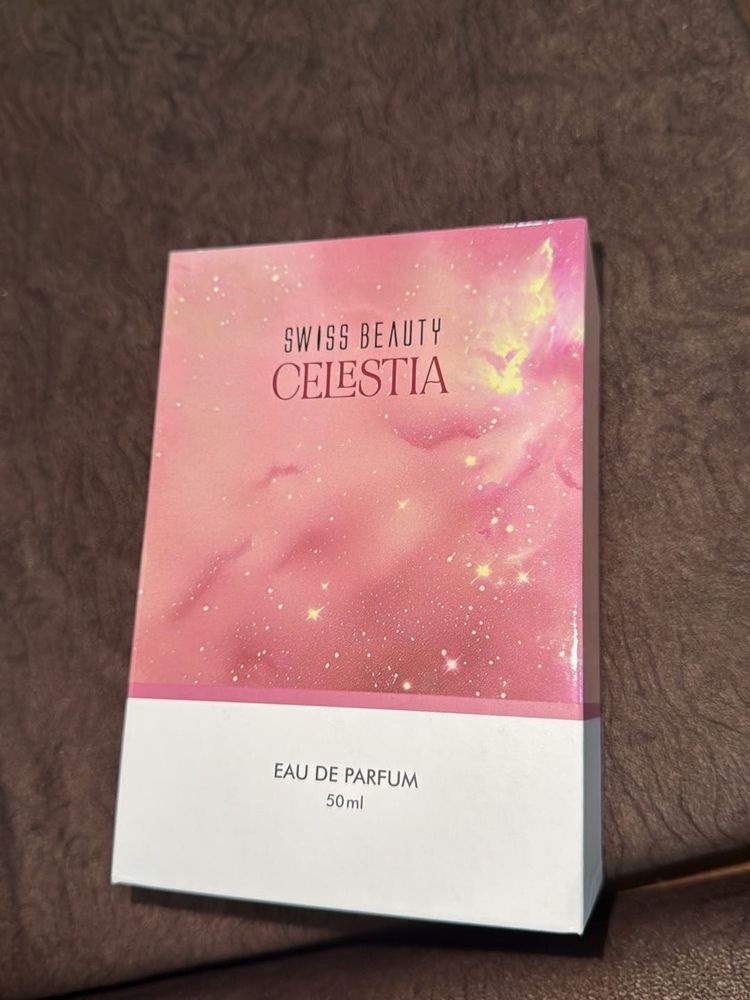 SWISS BEAUTY
CELESTIA
EAU DE PARFUM
50ml